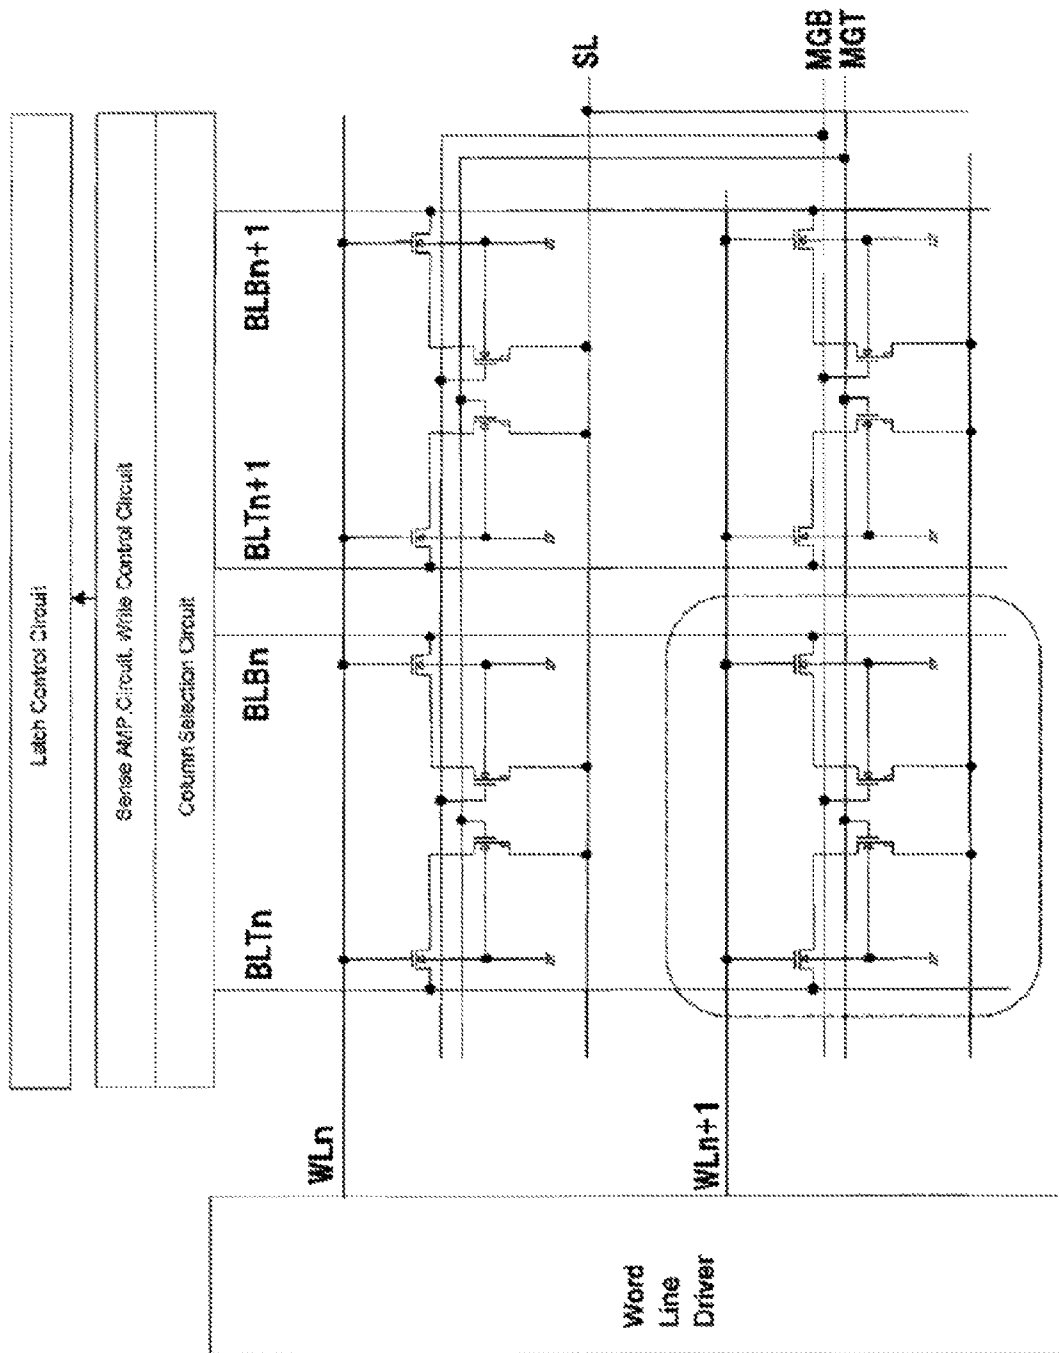 Latch Control Circuit
Sense AMP Circuit, Write Control Circuit
Column Selection Circuit
BLTn
BLBn
BLTn+1
BLBn+1
WLn
SL
WLn+1
MGB
MGT
Word
Line
Driver